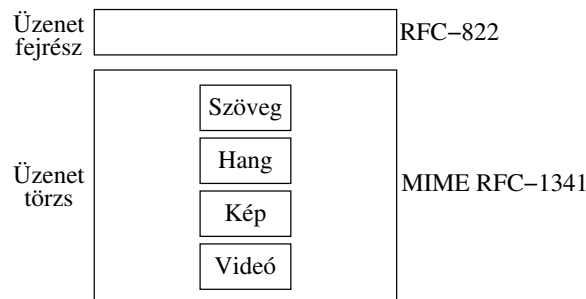 Üzenet
fejrész
RFC−822
Szöveg
Hang
Kép
Videó
Üzenet
törzs
MIME RFC−1341